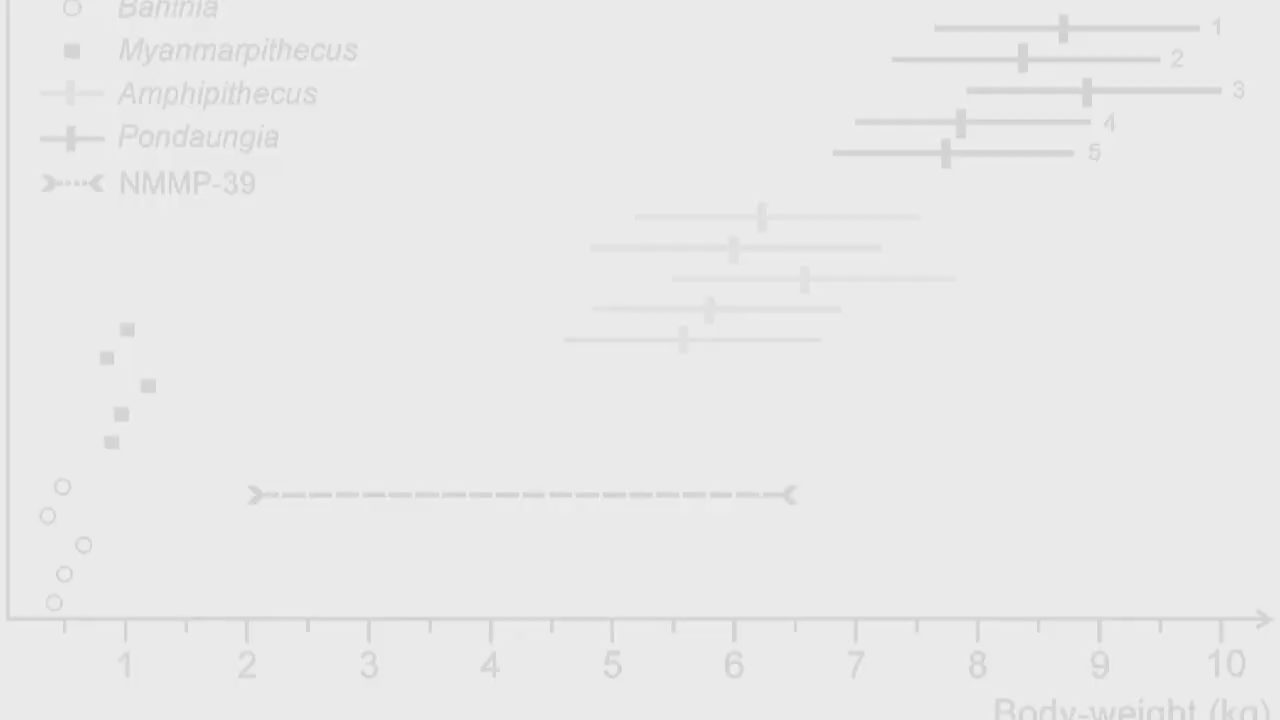 Bahinia
Myanmarpithecus
Amphipithecus
Pondaungia
NMMP-39
1
2
3
4
5
1 2 3 4 5 6 7 8 9 10
Body-weight (kg)